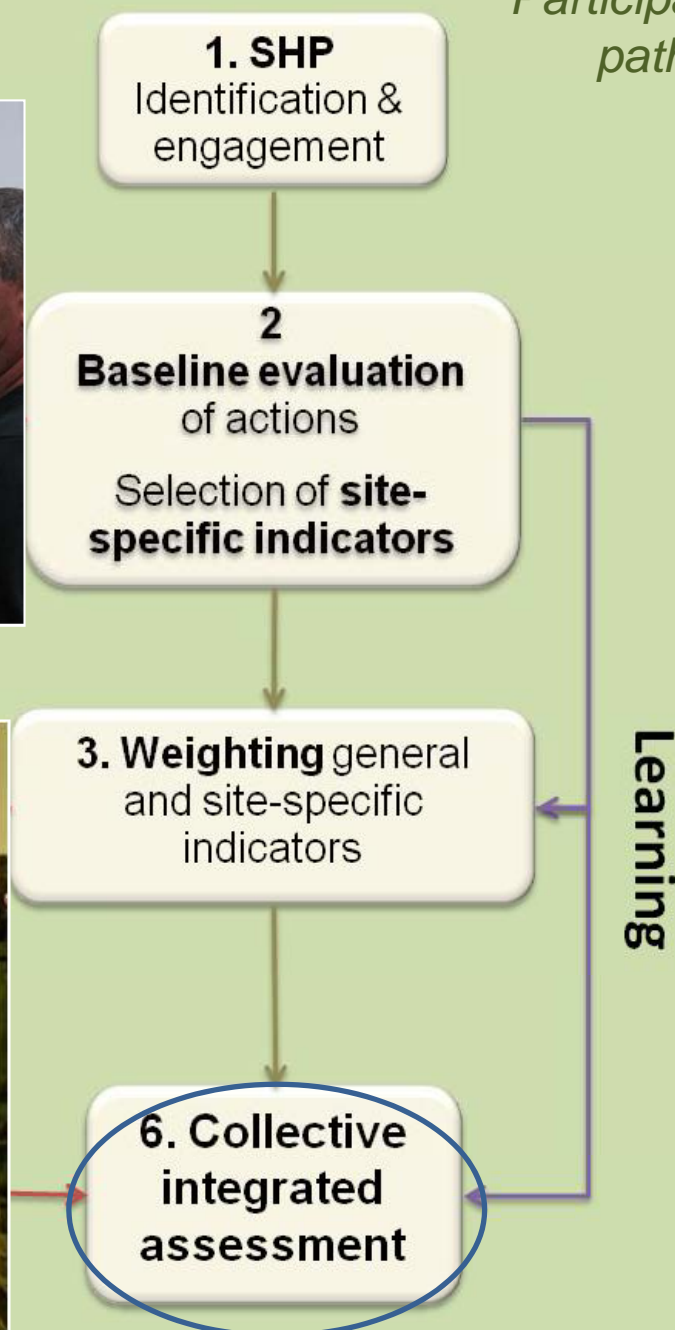 1. SHP
Identification &
engagement
2
Baseline evaluation
of actions
Selection of site-
specific indicators
3. Weighting general
and site-specific
indicators
Learning
6. Collective
integrated
assessment